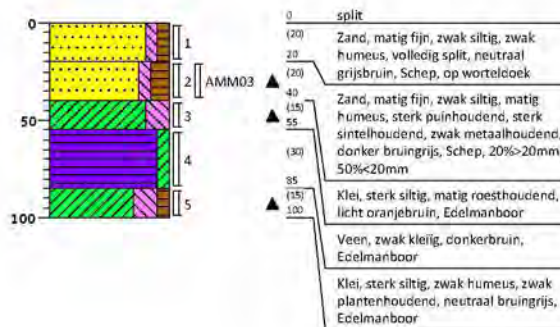 0
50
100
1
2
3
4
5
AMM03
0
(20)
20
(20)
40
(15)
55
(30)
85
(15)
100
split
Zand, matig fijn, zwak siltig, zwak
humeus, volledig split, neutraal
grijsbruin, Schep, op worteldoek
Zand, matig fijn, zwak siltig, matig
humeus, sterk puinhoudend, sterk
sintelhoudend, zwak metaalhoudend,
donker bruingrijs, Schep, 20%>20mm
50%<20mm
Klei, sterk siltig, matig roesthoudend,
licht oranjebruin, Edelmanboor
Veen, zwak kleiïg, donkerbruin,
Edelmanboor
Klei, sterk siltig, zwak humeus, zwak
plantenhoudend, neutraal bruingrijs,
Edelmanboor